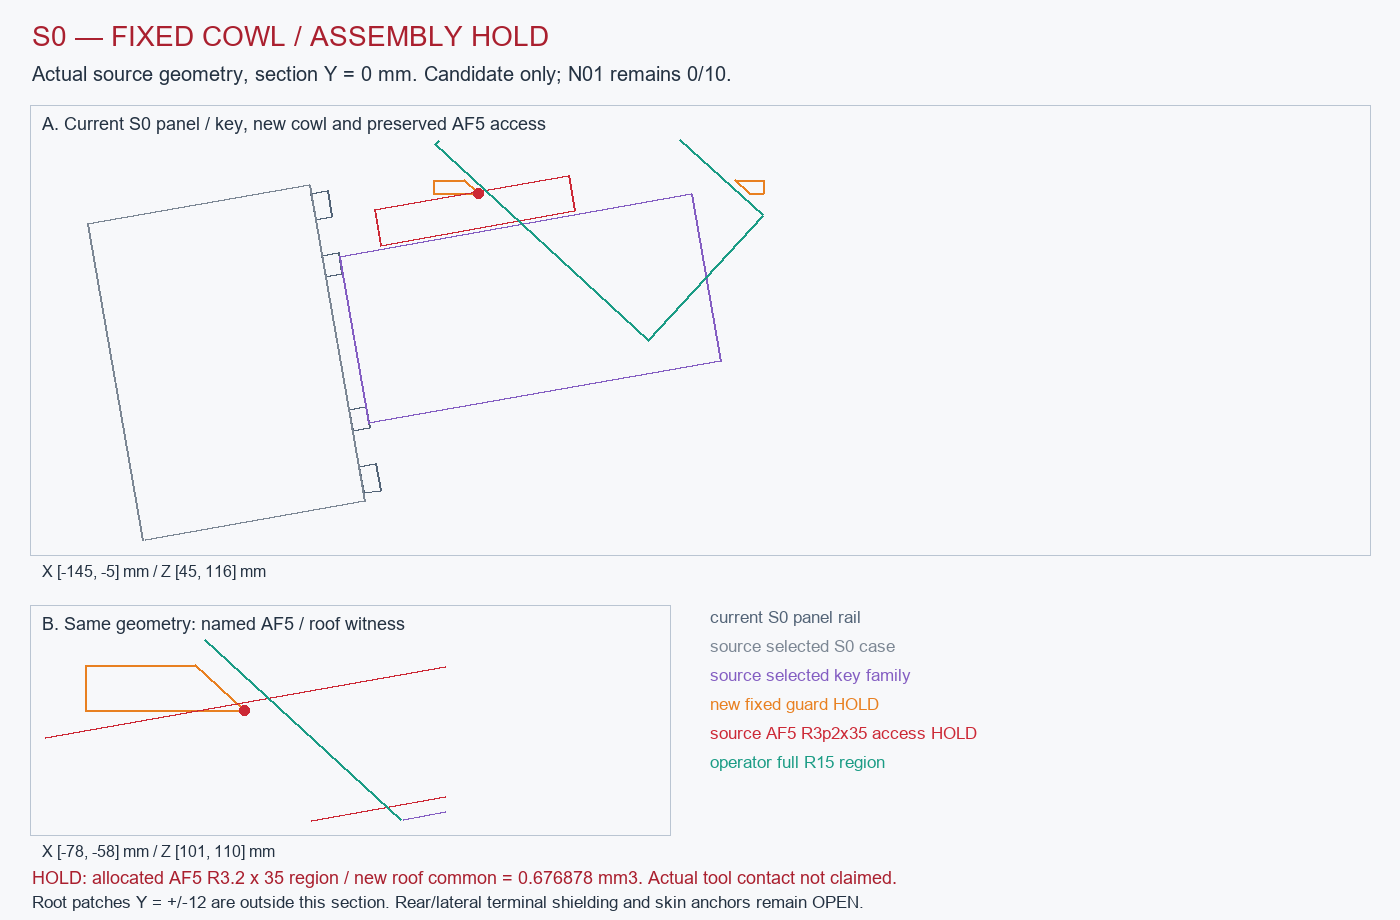 S0 — FIXED COWL / ASSEMBLY HOLD
Actual source geometry, section Y = 0 mm. Candidate only; N01 remains 0/10.
A. Current S0 panel / key, new cowl and preserved AF5 access
X [-145, -5] mm / Z [45, 116] mm
B. Same geometry: named AF5 / roof witness
current S0 panel rail
source selected S0 case
source selected key family
new fixed guard HOLD
source AF5 R3p2x35 access HOLD
operator full R15 region
X [-78, -58] mm / Z [101, 110] mm
HOLD: allocated AF5 R3.2 x 35 region / new roof common = 0.676878 mm3. Actual tool contact not claimed.
Root patches Y = +/-12 are outside this section. Rear/lateral terminal shielding and skin anchors remain OPEN.